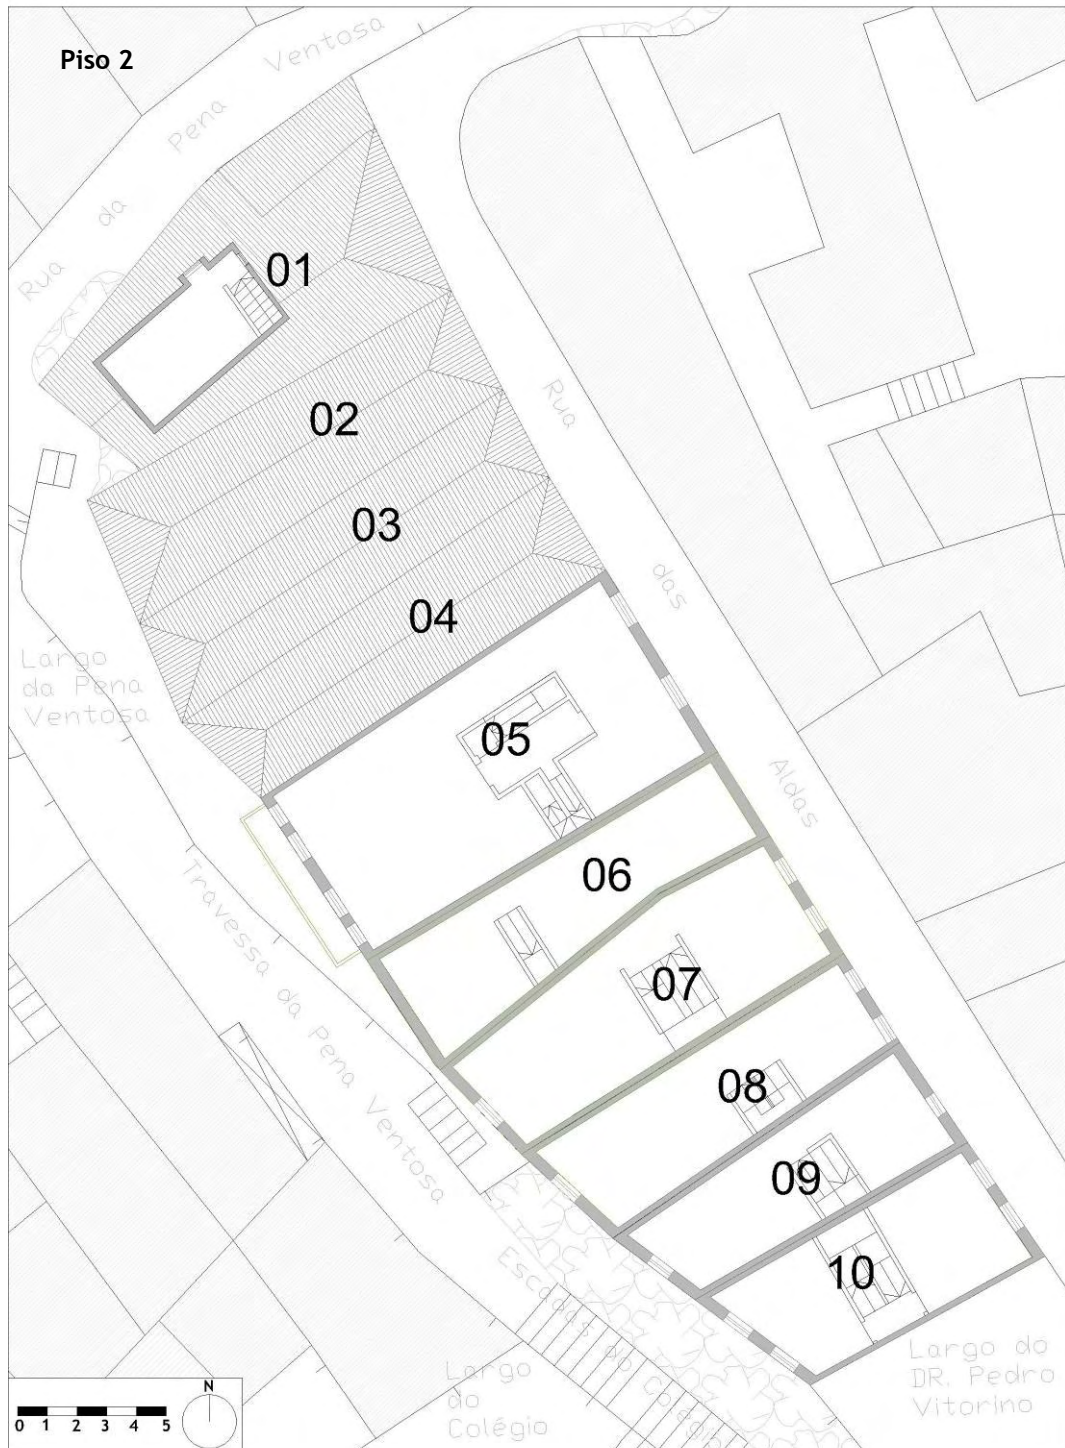 Piso 2
Rua da Pena Ventosa
01
02
03
04
05
06
07
08
09
10
Rua das Aldas
Largo
da Pena
Ventosa
Travessa da Pena Ventosa
Escadas do Colégio
Largo
do
Colégio
Largo do
DR. Pedro
Vitorino
N
0 1 2 3 4 5